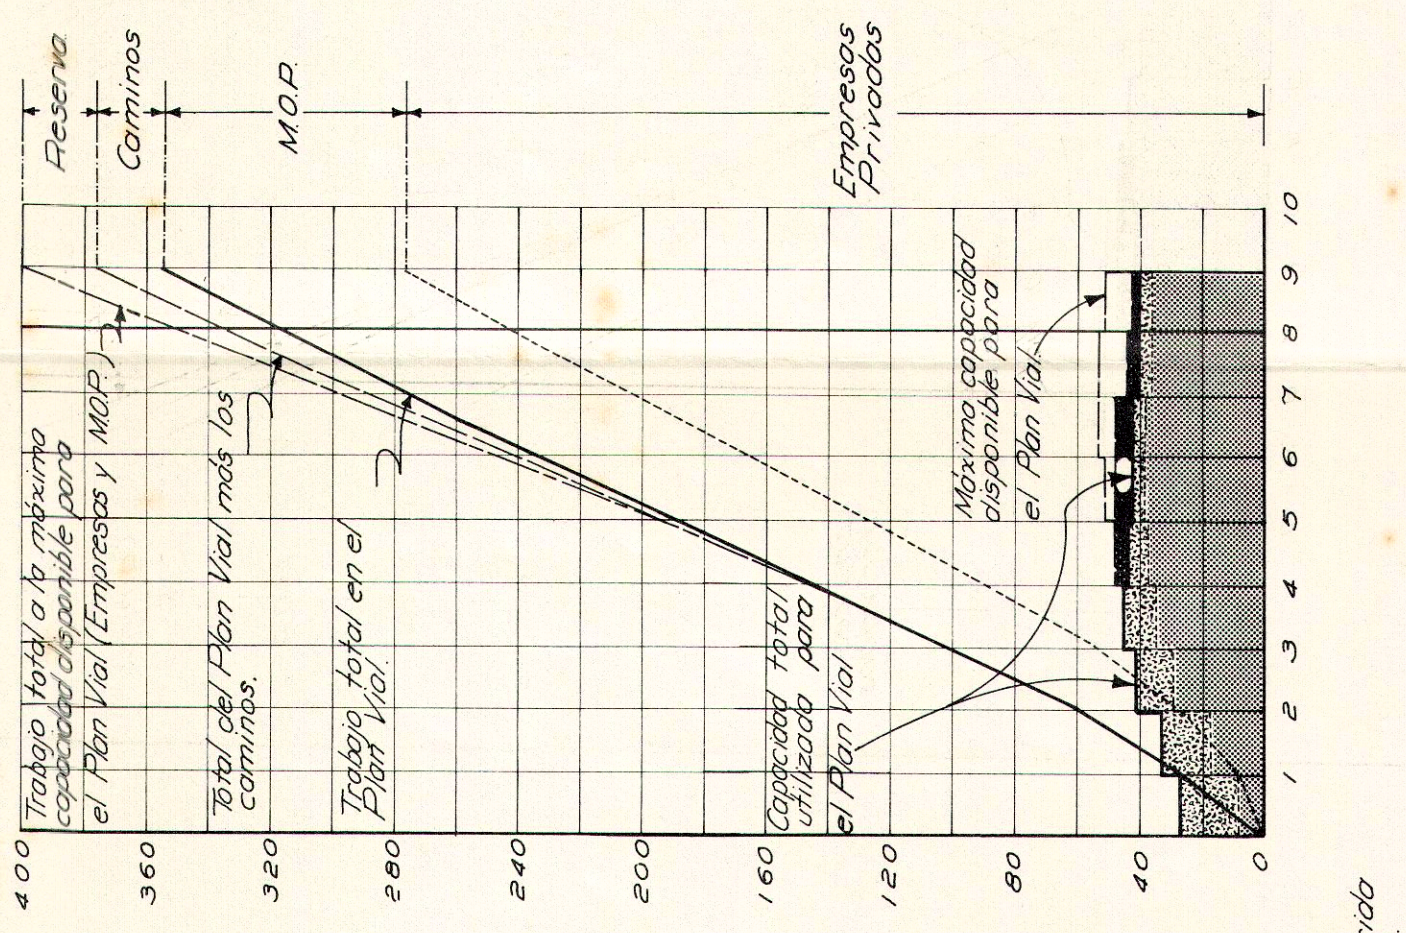 Reserva
Caminos
M.O.P.
Empresas
Privadas
Trabajo total a la máxima
capacidad disponible para
el Plan Vial (Empresas y M.O.P.)
Total del Plan Vial más los
caminos.
Trabajo total en el
Plan Vial.
Capacidad total
utilizada para
el Plan Vial
Máxima capacidad
disponible para
el Plan Vial.
400
360
320
280
240
200
160
120
80
40
0
1
2
3
4
5
6
7
8
9
10